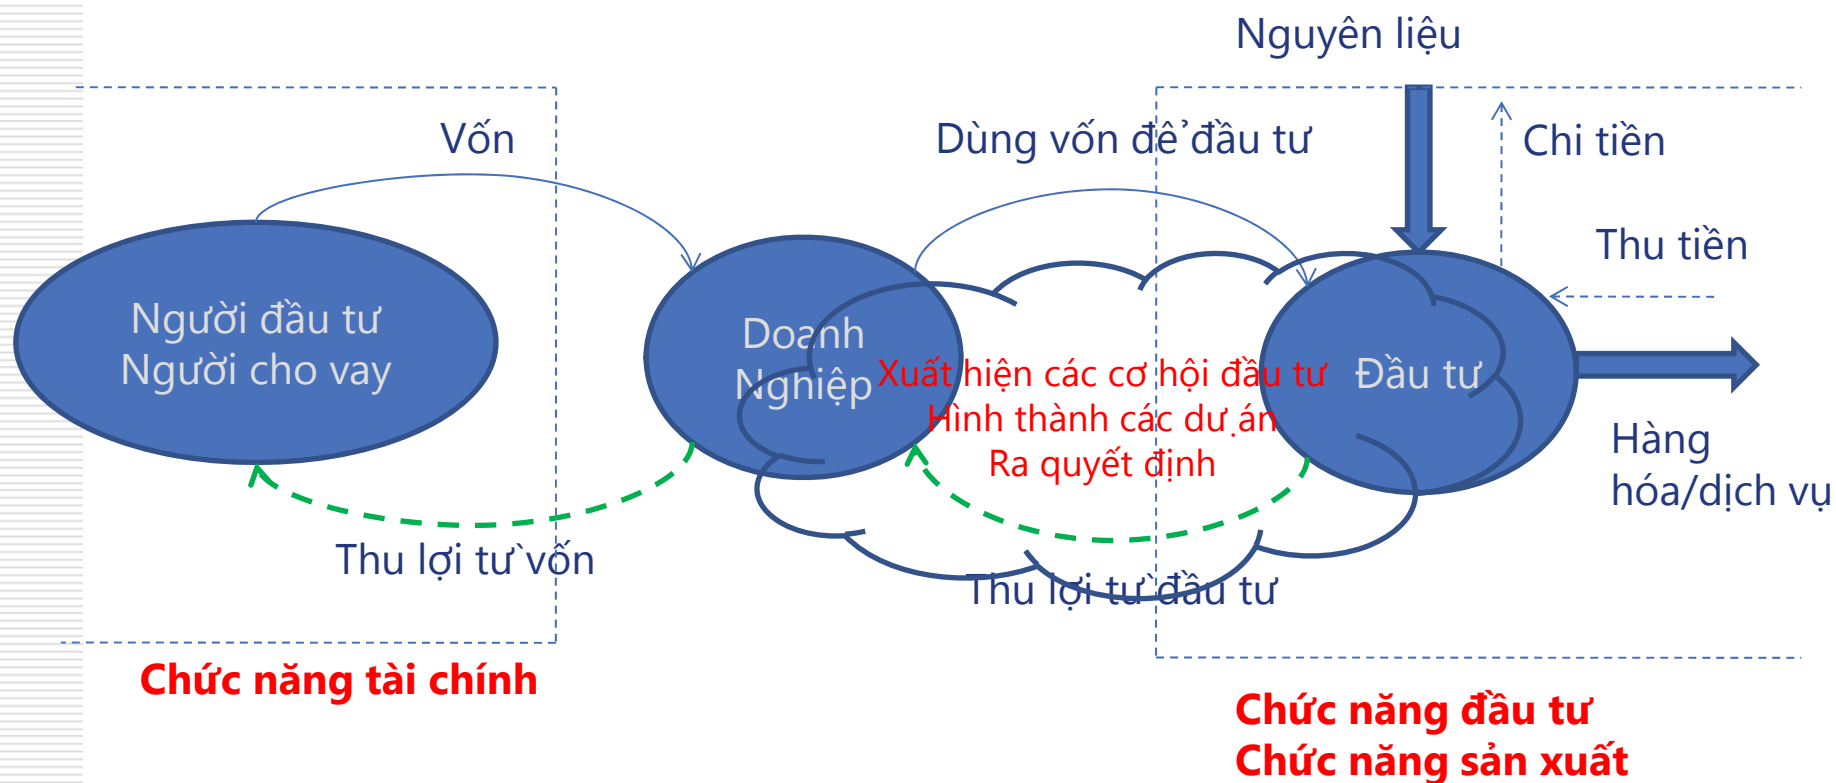 Nguyên liệu
Vốn
Dùng vốn để đầu tư
Chi tiền
Thu tiền
Người đầu tư
Người cho vay
Doanh
Nghiệp
Xuất hiện các cơ hội đầu tư
Hình thành các dự án
Ra quyết định
Đầu tư
Hàng
hóa/dịch vụ
Thu lợi từ vốn
Thu lợi từ đầu tư
Chức năng tài chính
Chức năng đầu tư
Chức năng sản xuất